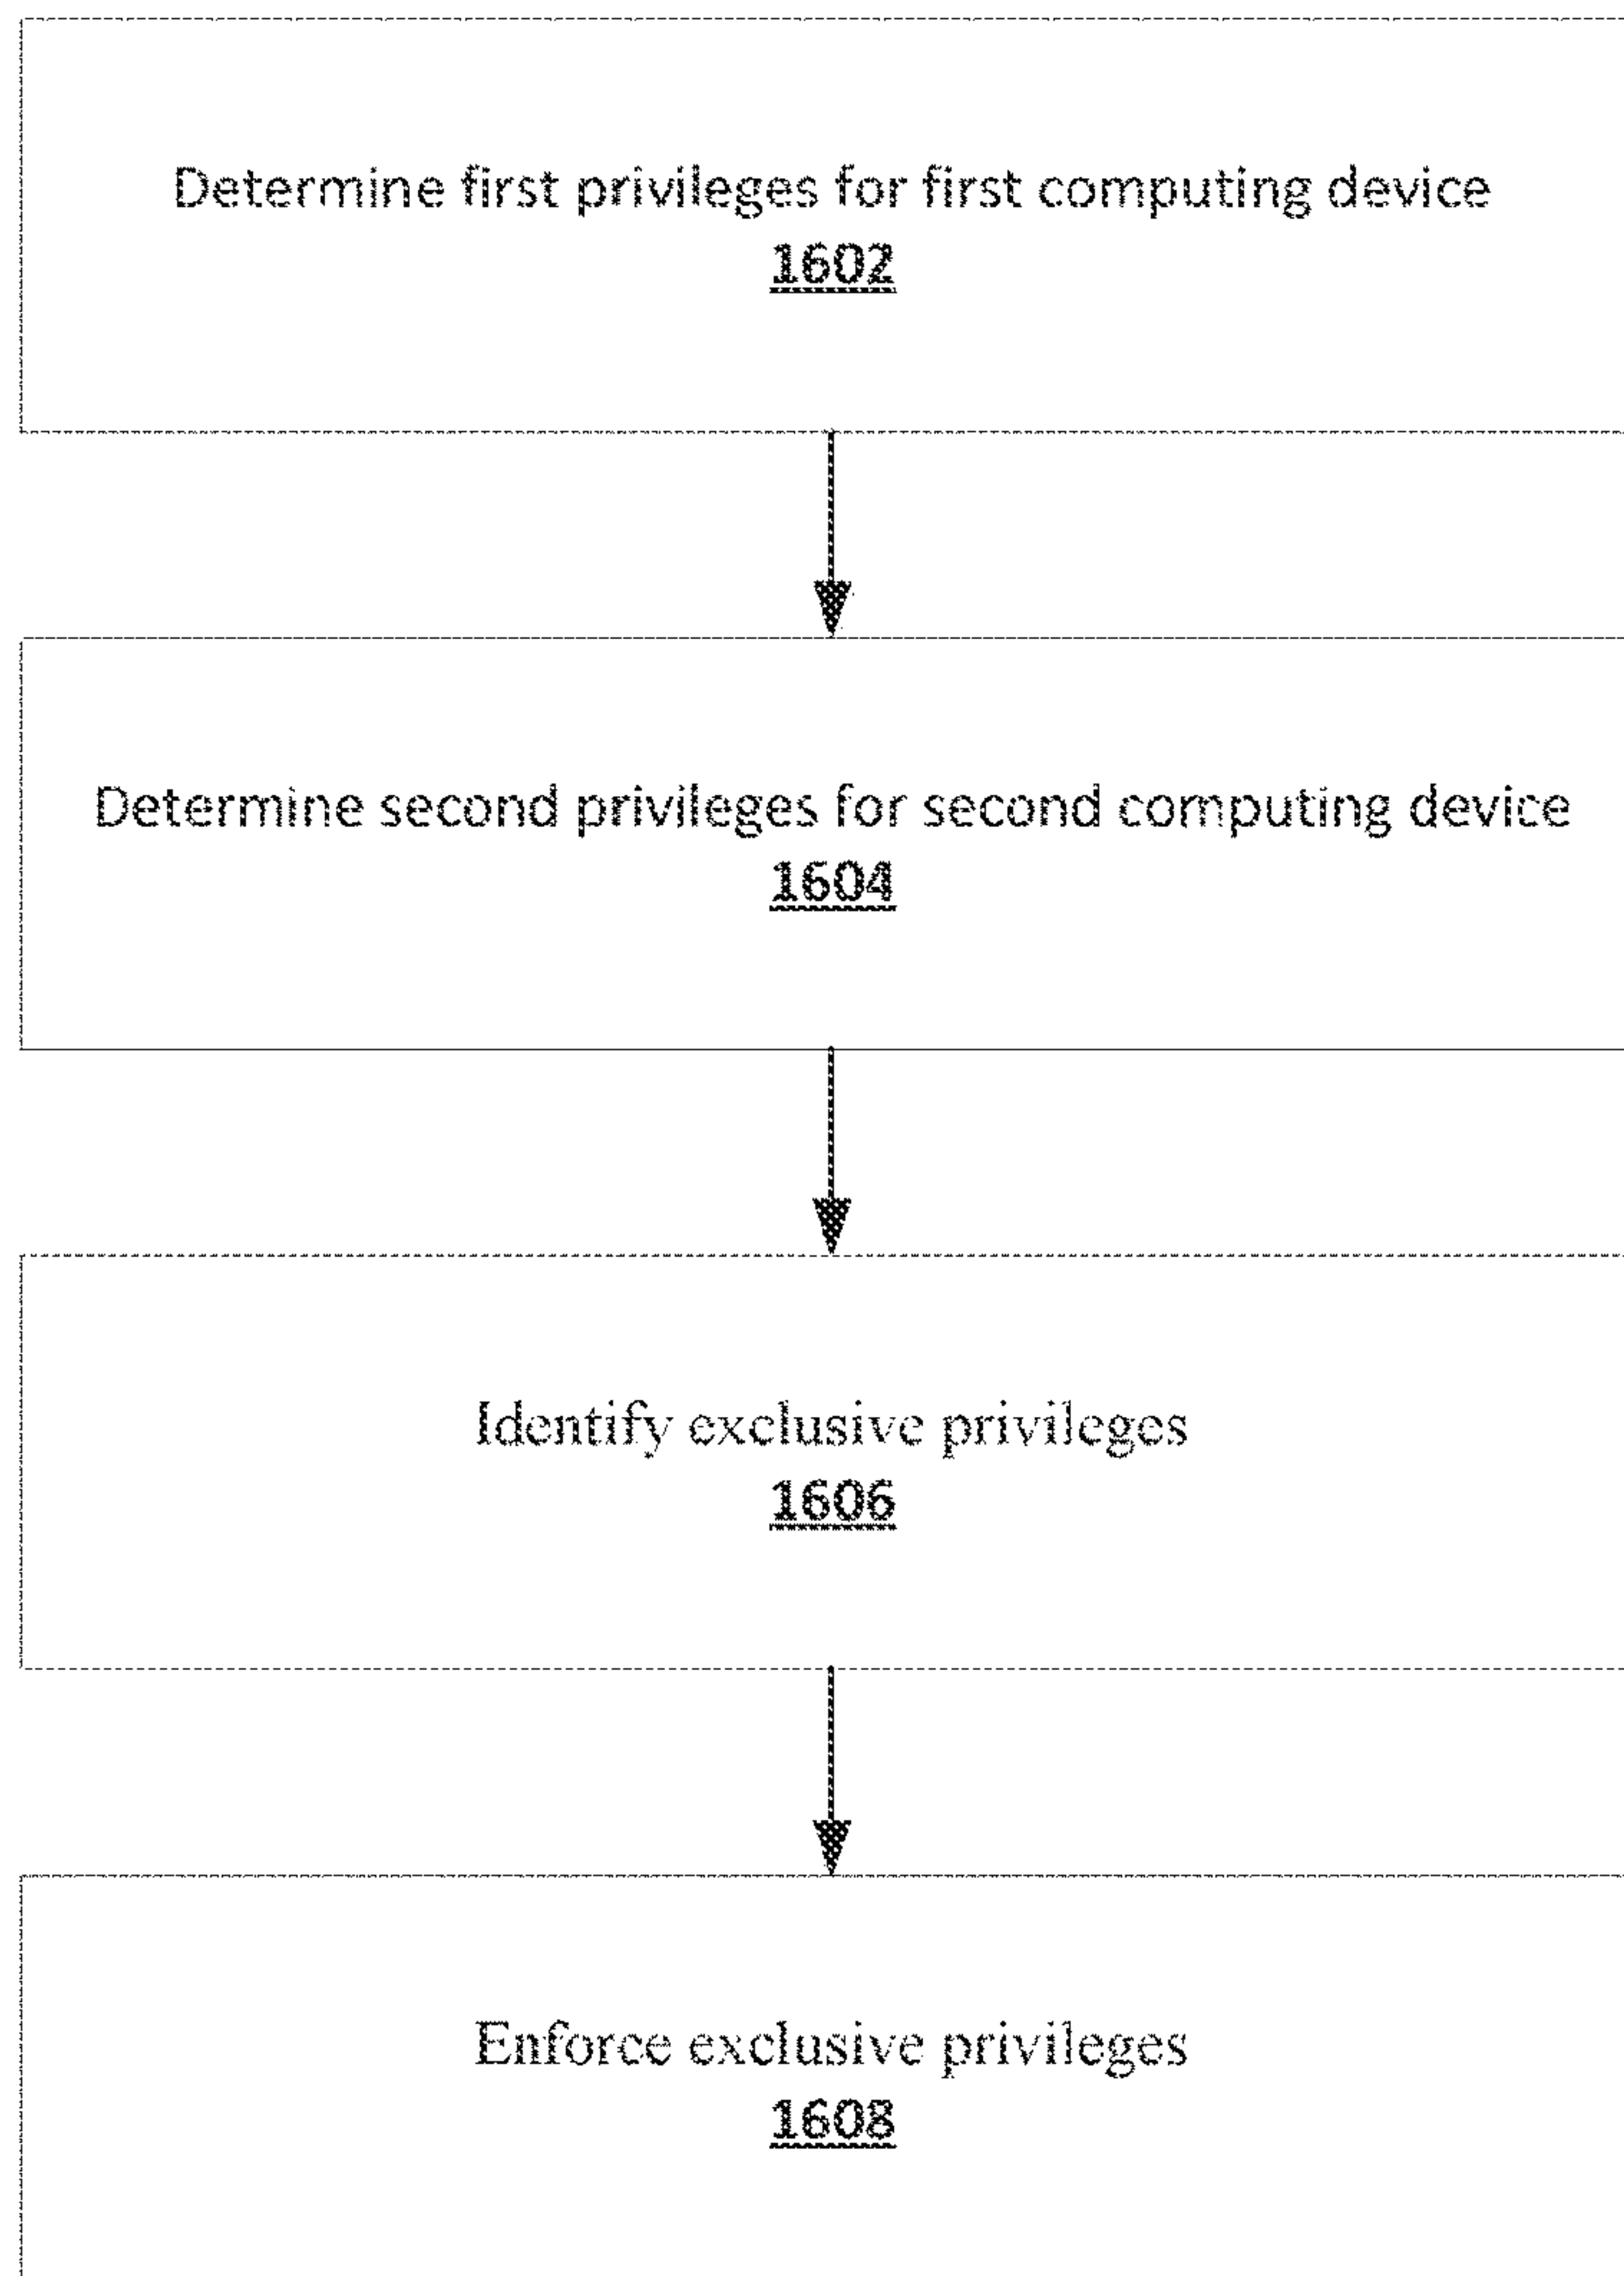 Determine first privileges for first computing device
1602
Determine second privileges for second computing device
1604
Identify exclusive privileges
1606
Enforce exclusive privileges
1608